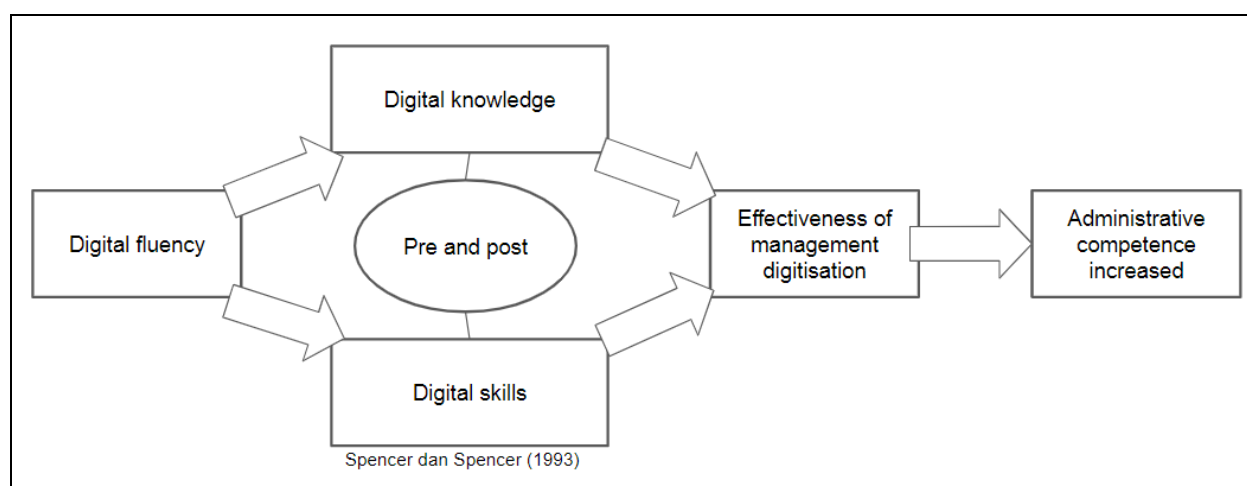 Digital knowledge
Digital fluency
Pre and post
Effectiveness of
management
digitisation
Administrative
competence
increased
Digital skills
Spencer dan Spencer (1993)